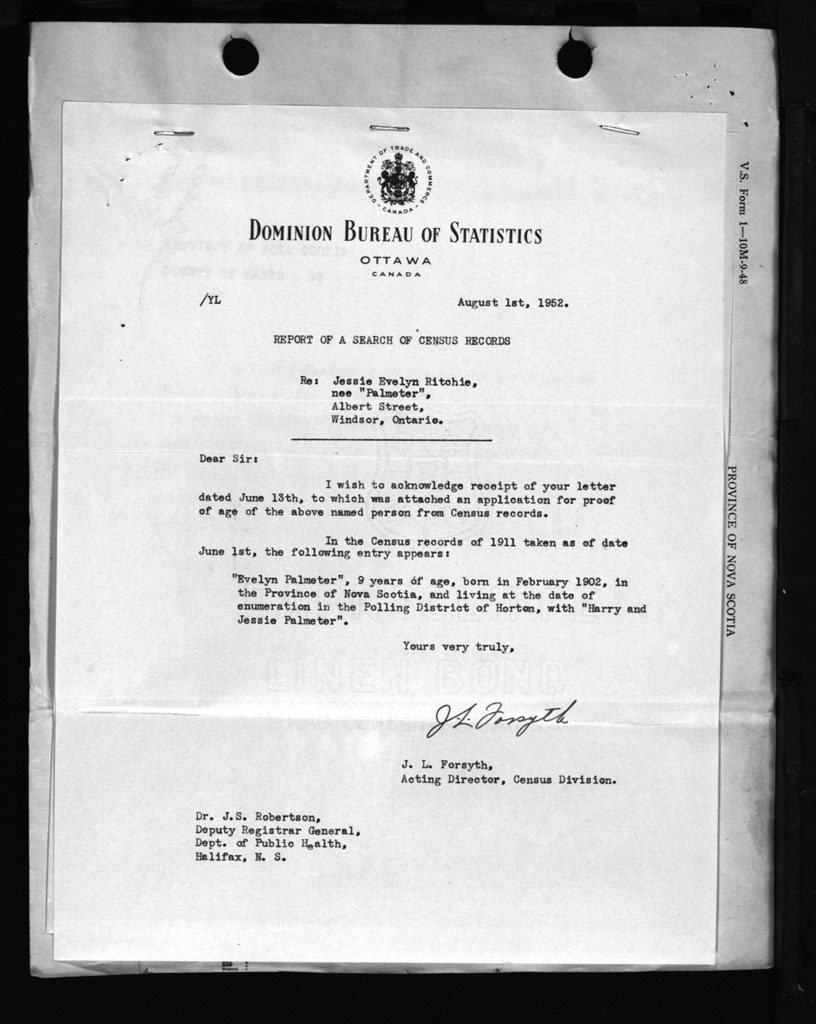 DEPARTMENT OF TRADE AND COMMERCE
CANADA
DOMINION BUREAU OF STATISTICS
OTTAWA
CANADA
/YL
August 1st, 1952.
REPORT OF A SEARCH OF CENSUS RECORDS
Re: Jessie Evelyn Ritchie,
nee "Palmeter",
Albert Street,
Windsor, Ontario.
Dear Sir:
I wish to acknowledge receipt of your letter
dated June 13th, to which was attached an application for proof
of age of the above named person from Census records.
In the Census records of 1911 taken as of date
June 1st, the following entry appears:
"Evelyn Palmeter", 9 years of age, born in February 1902, in
the Province of Nova Scotia, and living at the date of
enumeration in the Polling District of Horton, with "Harry and
Jessie Palmeter".
Yours very truly,
LINEN BOND
J. L. Forsyth
J. L. Forsyth,
Acting Director, Census Division.
Dr. J.S. Robertson,
Deputy Registrar General,
Dept. of Public Health,
Halifax, N. S.
V.S. Form 1—10M-9-48
PROVINCE OF NOVA SCOTIA